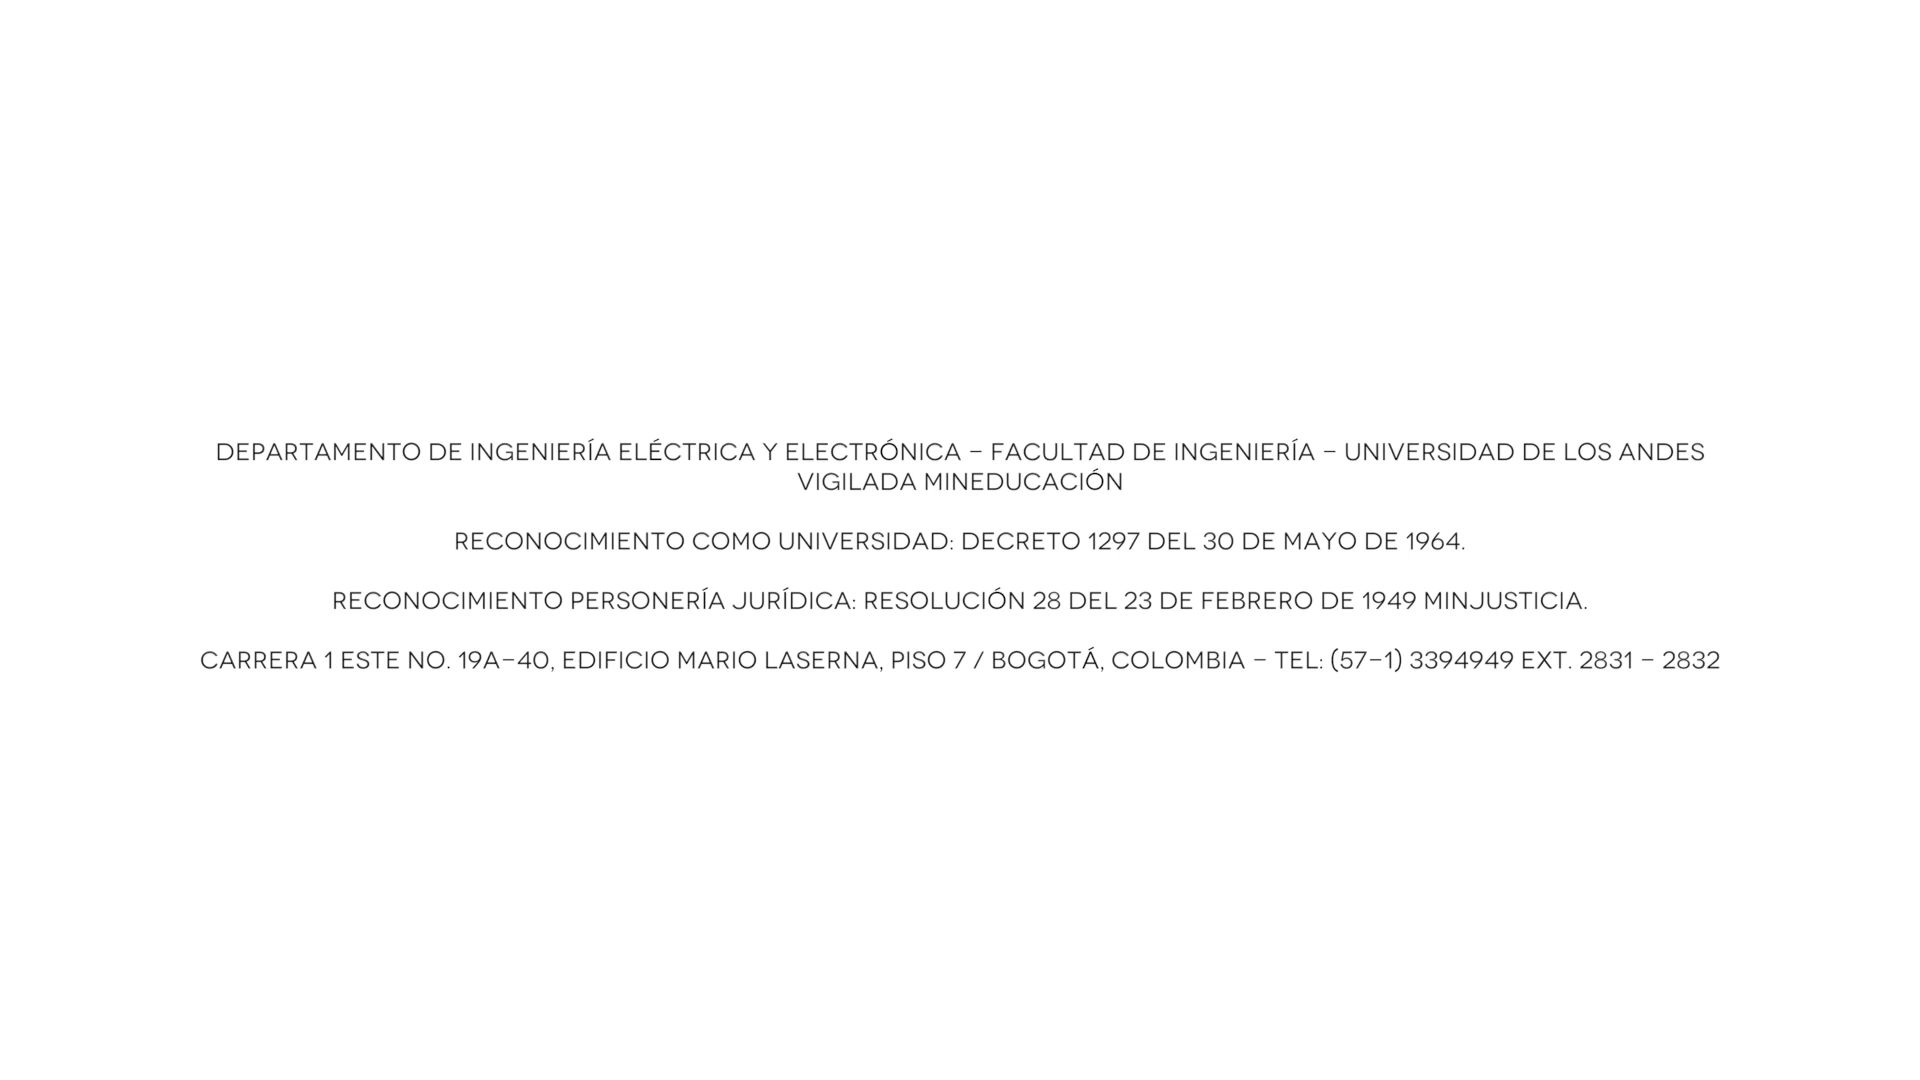 DEPARTAMENTO DE INGENIERÍA ELÉCTRICA Y ELECTRÓNICA - FACULTAD DE INGENIERÍA - UNIVERSIDAD DE LOS ANDES
VIGILADA MINEDUCACIÓN
RECONOCIMIENTO COMO UNIVERSIDAD: DECRETO 1297 DEL 30 DE MAYO DE 1964.
RECONOCIMIENTO PERSONERÍA JURÍDICA: RESOLUCIÓN 28 DEL 23 DE FEBRERO DE 1949 MINJUSTICIA.
CARRERA 1 ESTE NO. 19A-40, EDIFICIO MARIO LASERNA, PISO 7 / BOGOTÁ, COLOMBIA - TEL: (57-1) 3394949 EXT. 2831 - 2832